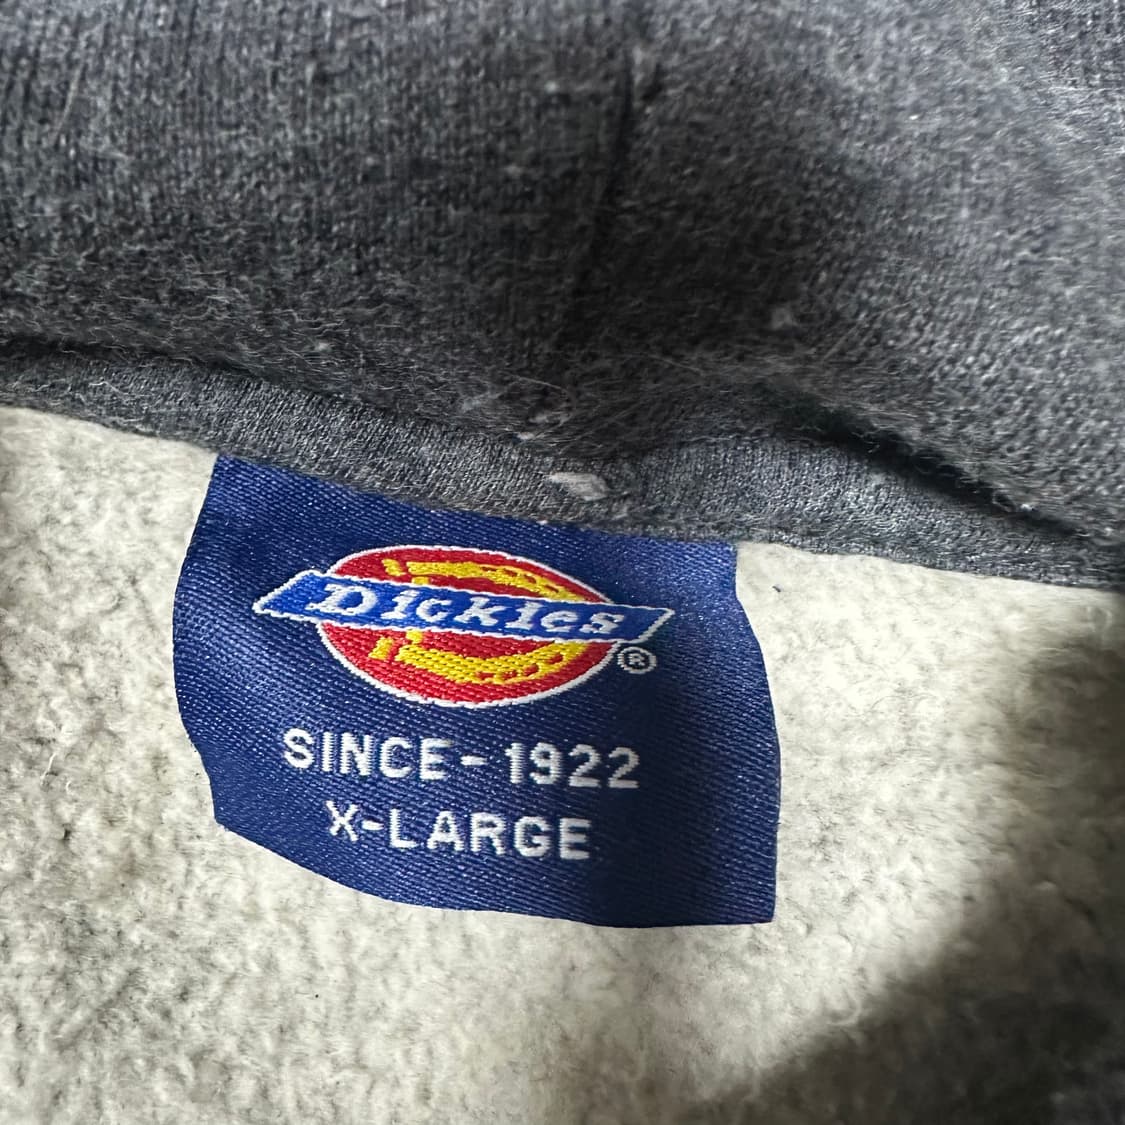 Dickies
®
SINCE-1922
X-LARGE